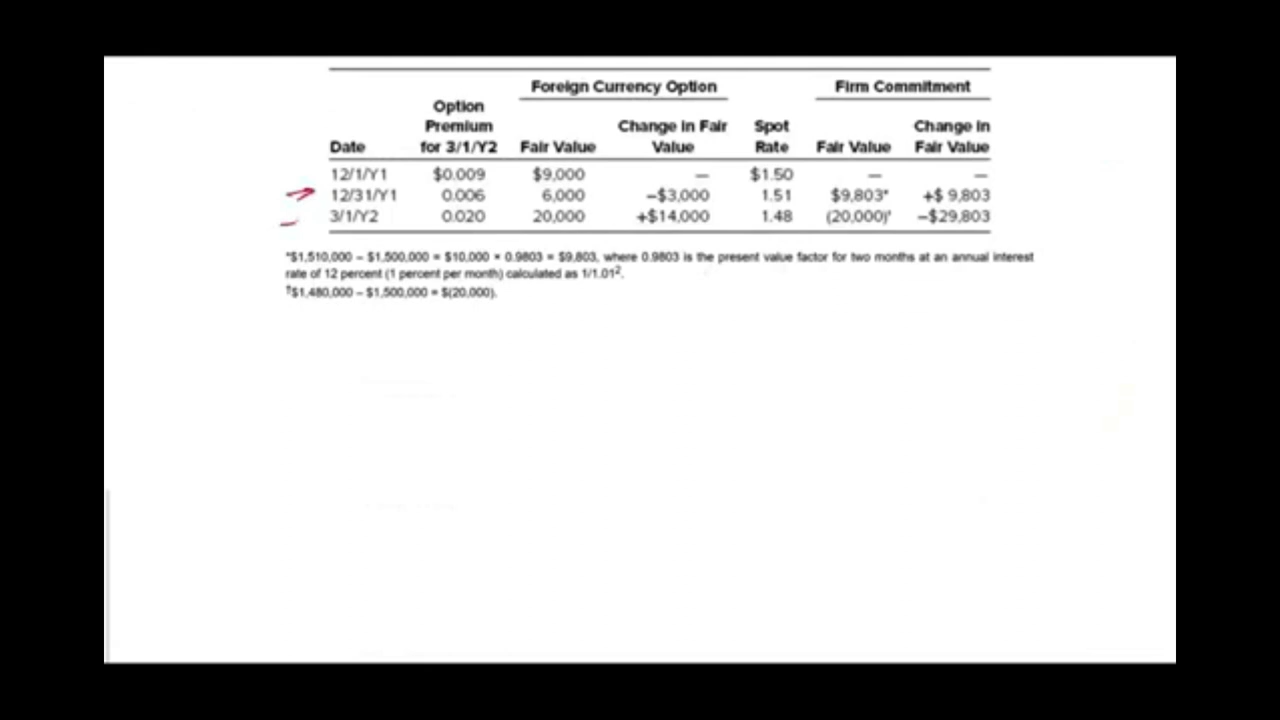 Foreign Currency Option Firm Commitment
Option
Premium Change in Fair Spot Change in
Date for 3/1/Y2 Fair Value Value Rate Fair Value Fair Value
12/1/Y1 $0.009 $9,000 — $1.50 — —
12/31/Y1 0.006 6,000 –$3,000 1.51 $9,803* +$ 9,803
3/1/Y2 0.020 20,000 +$14,000 1.48 (20,000)† –$29,803
*$1,510,000 – $1,500,000 = $10,000 × 0.9803 = $9,803, where 0.9803 is the present value factor for two months at an annual interest
rate of 12 percent (1 percent per month) calculated as 1/1.01².
†$1,480,000 – $1,500,000 = $(20,000).